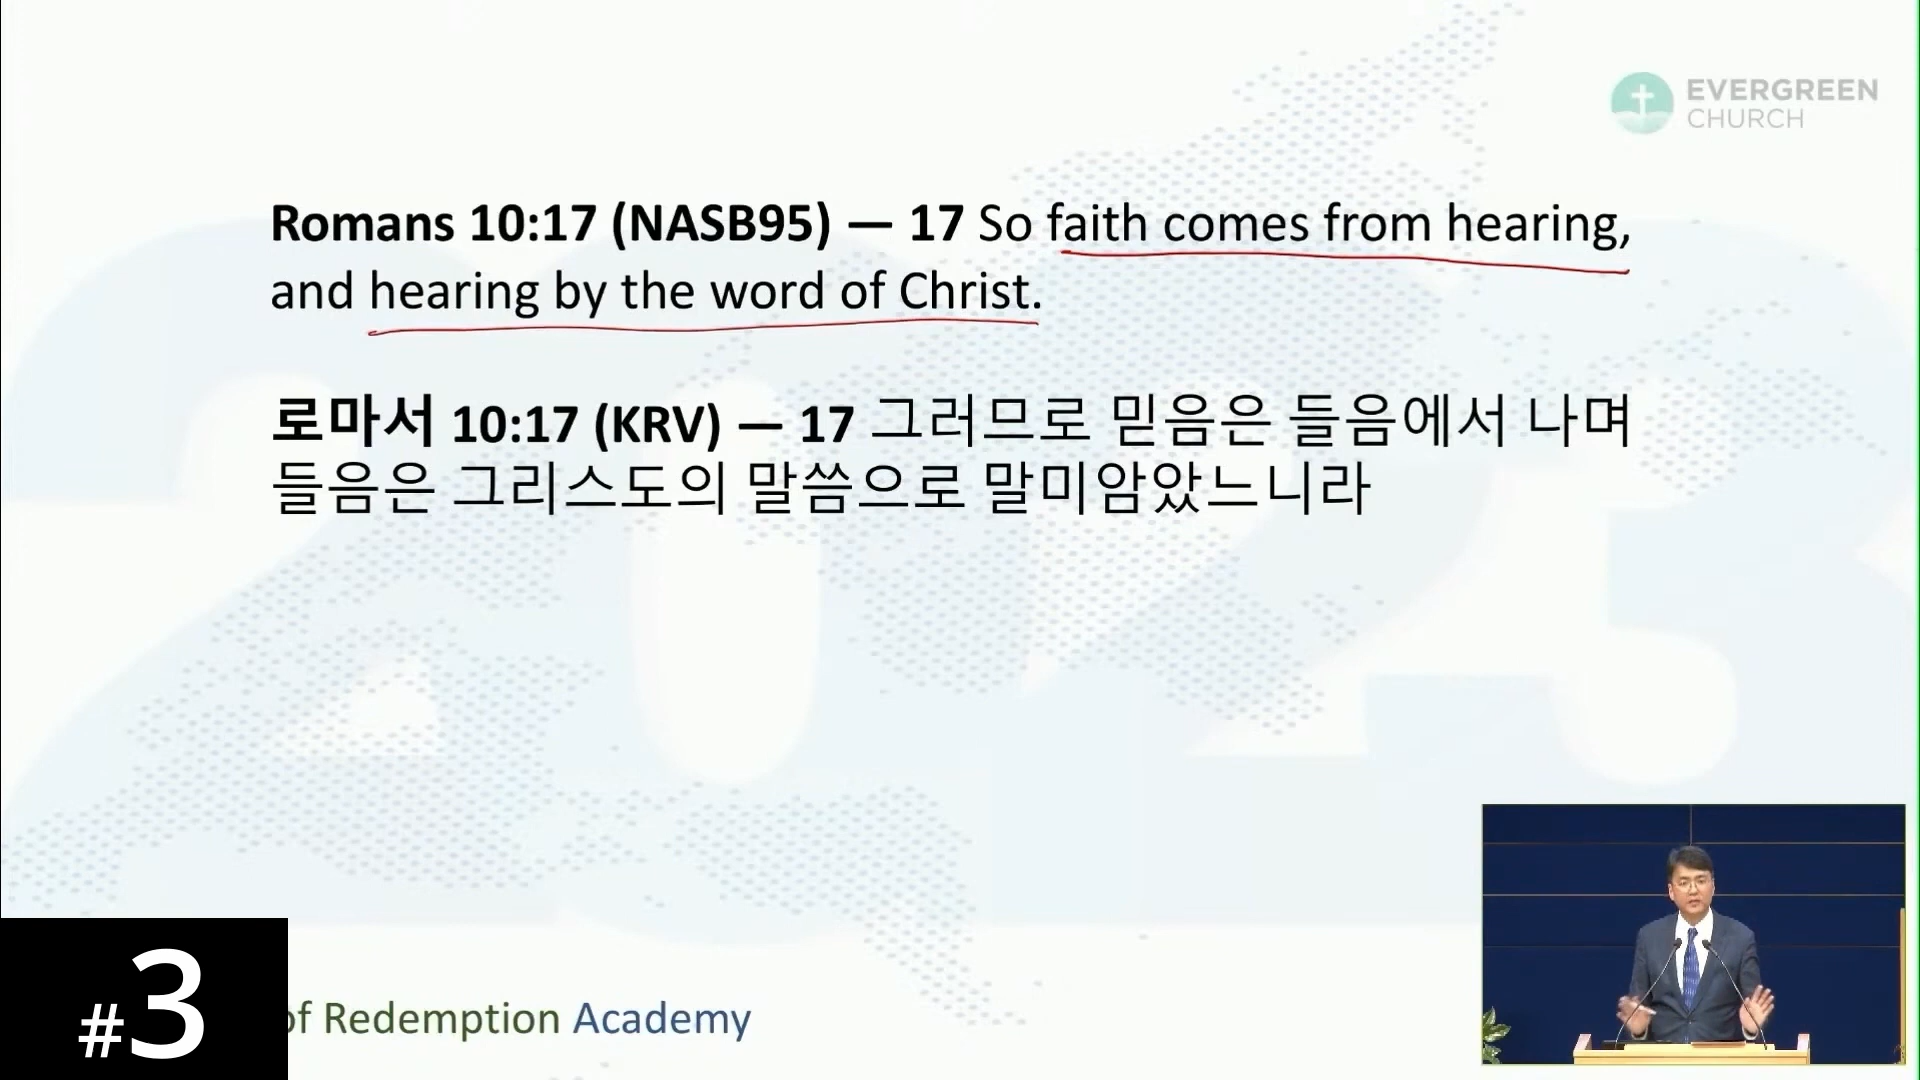 EVERGREEN
CHURCH
Romans 10:17 (NASB95) — 17 So faith comes from hearing,
and hearing by the word of Christ.
로마서 10:17 (KRV) — 17 그러므로 믿음은 들음에서 나며
들음은 그리스도의 말씀으로 말미암았느니라
#3
of Redemption Academy
2023